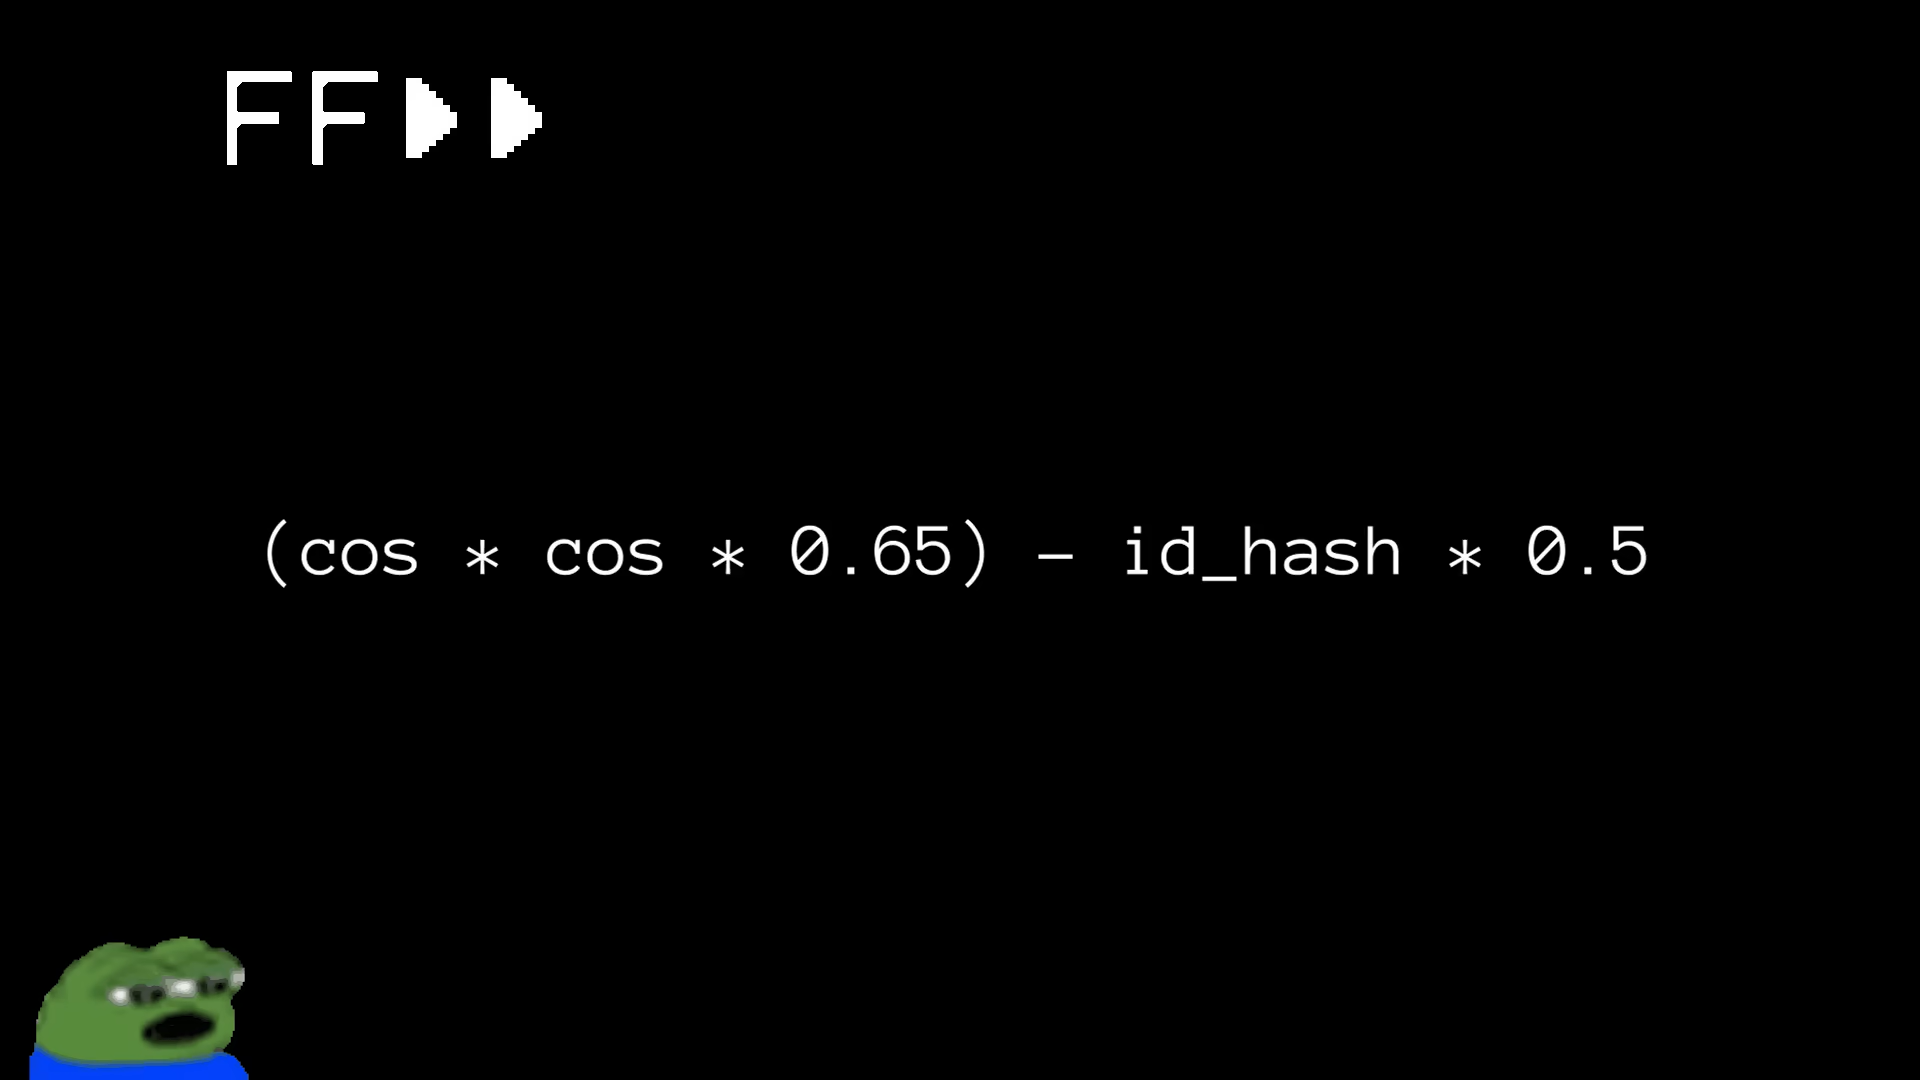 FF▶▶
(cos * cos * 0.65) - id_hash * 0.5